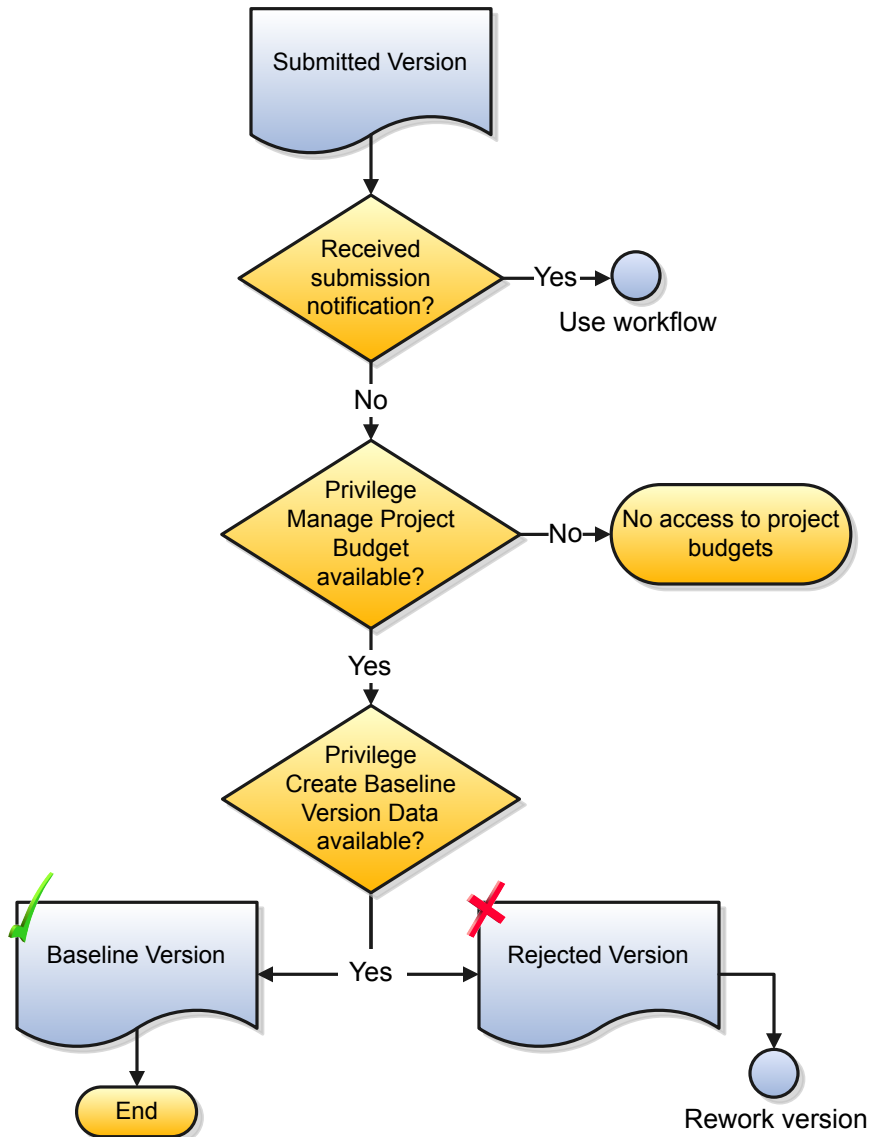 Submitted Version
Received
submission
notification?
Yes
Use workflow
No
Privilege
Manage Project
Budget
available?
No
No access to project
budgets
Yes
Privilege
Create Baseline
Version Data
available?
Baseline Version
Yes
Rejected Version
End
Rework version